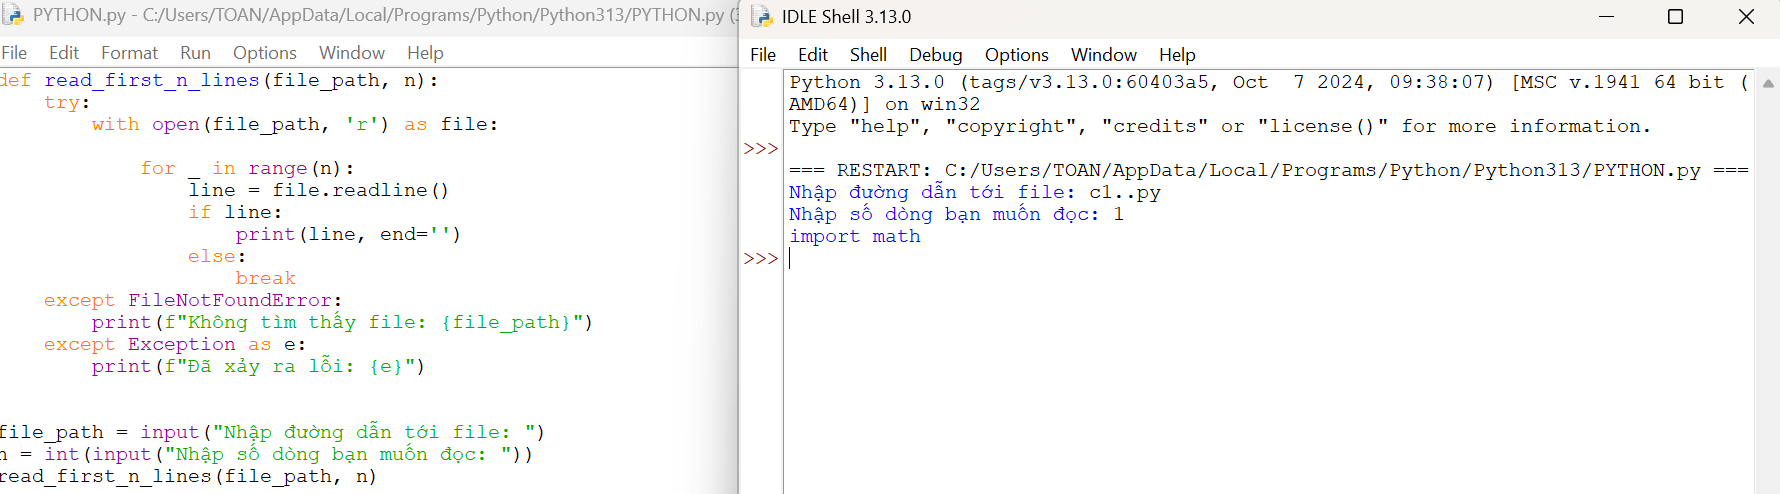 PYTHON.py - C:/Users/TOAN/AppData/Local/Programs/Python/Python313/PYTHON.py (3
File Edit Format Run Options Window Help
def read_first_n_lines(file_path, n):
    try:
        with open(file_path, 'r') as file:

            for _ in range(n):
                line = file.readline()
                if line:
                    print(line, end='')
                else:
                    break
    except FileNotFoundError:
        print(f"Không tìm thấy file: {file_path}")
    except Exception as e:
        print(f"Đã xảy ra lỗi: {e}")


file_path = input("Nhập đường dẫn tới file: ")
n = int(input("Nhập số dòng bạn muốn đọc: "))
read_first_n_lines(file_path, n)
IDLE Shell 3.13.0
File Edit Shell Debug Options Window Help
Python 3.13.0 (tags/v3.13.0:60403a5, Oct  7 2024, 09:38:07) [MSC v.1941 64 bit (
AMD64)] on win32
Type "help", "copyright", "credits" or "license()" for more information.
>>>
=== RESTART: C:/Users/TOAN/AppData/Local/Programs/Python/Python313/PYTHON.py ===
Nhập đường dẫn tới file: c1..py
Nhập số dòng bạn muốn đọc: 1
import math
>>>